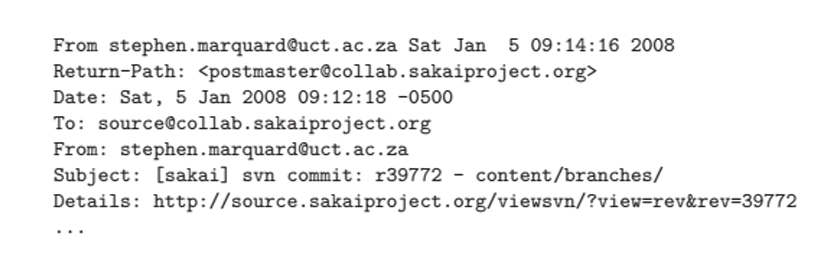 From stephen.marquard@uct.ac.za Sat Jan  5 09:14:16 2008
Return-Path: <postmaster@collab.sakaiproject.org>
Date: Sat, 5 Jan 2008 09:12:18 -0500
To: source@collab.sakaiproject.org
From: stephen.marquard@uct.ac.za
Subject: [sakai] svn commit: r39772 - content/branches/
Details: http://source.sakaiproject.org/viewsvn/?view=rev&rev=39772
...